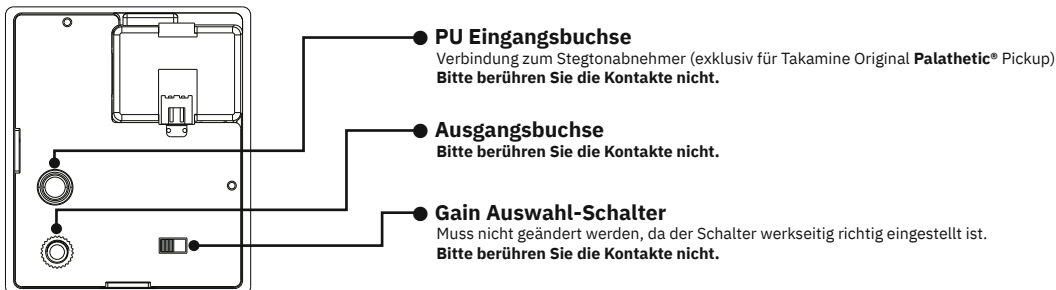 PU Eingangsbuchse
Verbindung zum Stegtonabnehmer (exklusiv für Takamine Original Palathetic® Pickup)
Bitte berühren Sie die Kontakte nicht.
Ausgangsbuchse
Bitte berühren Sie die Kontakte nicht.
Gain Auswahl-Schalter
Muss nicht geändert werden, da der Schalter werkseitig richtig eingestellt ist.
Bitte berühren Sie die Kontakte nicht.